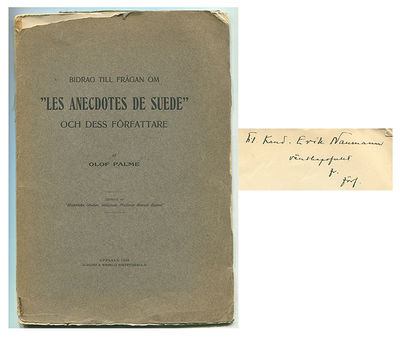 BIDRAG TILL FRÅGAN OM
"LES ANECDOTES DE SUEDE"
OCH DESS FÖRFATTARE
AF
OLOF PALME
UPPSALA
Till Kand. Erik Naumann
vänskapsfullt
Förf.